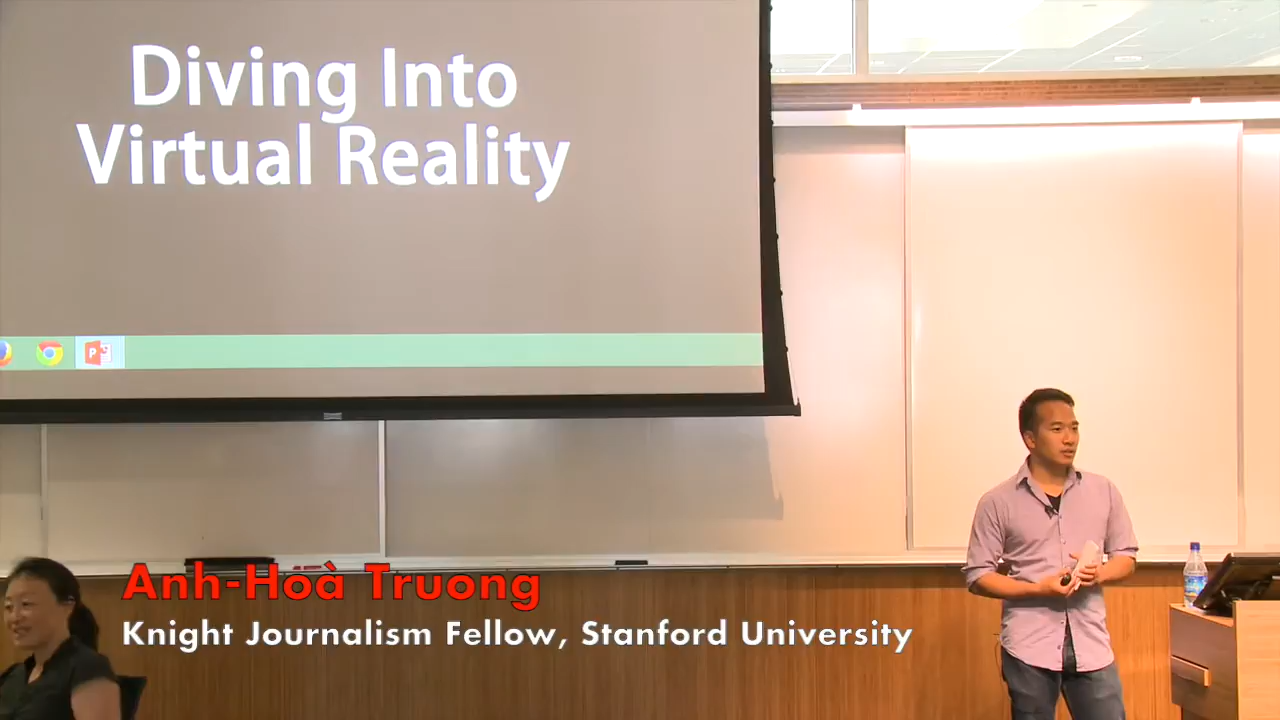 Diving Into
Virtual Reality
P
Anh-Hoà Truong
Knight Journalism Fellow, Stanford University